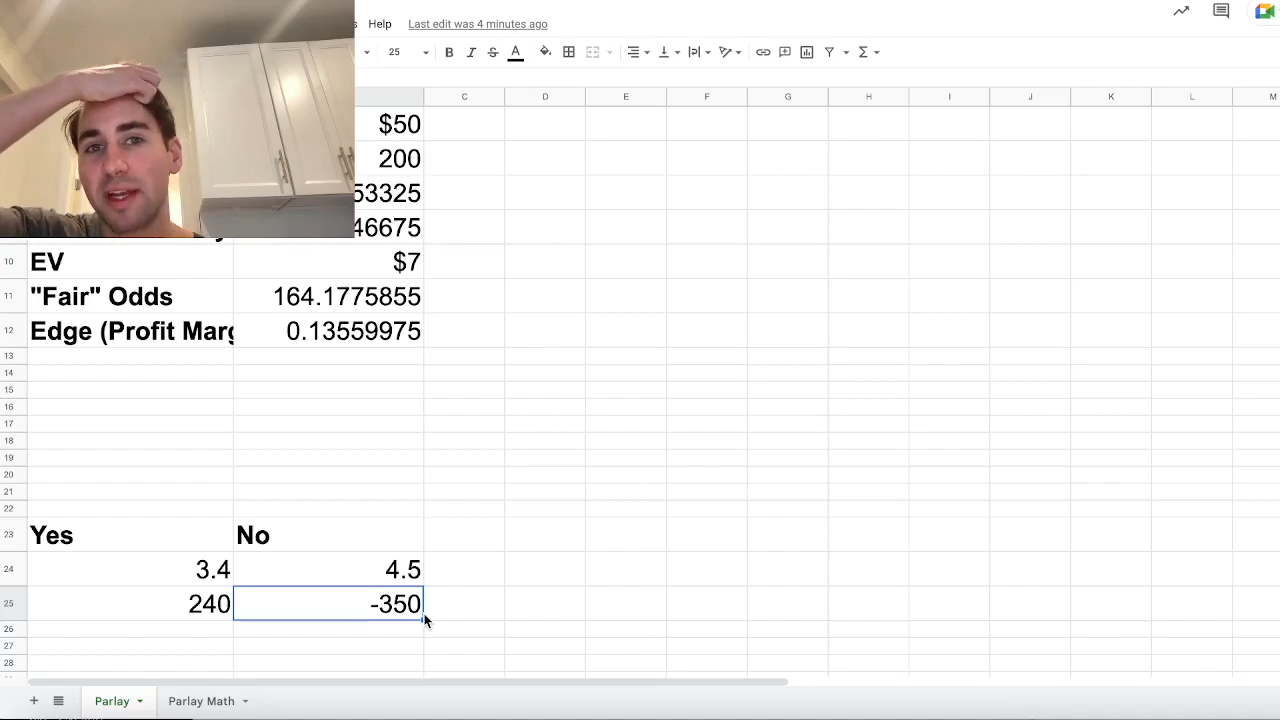 Help Last edit was 4 minutes ago
25 B I S A
C D E F G H I J K L M
$50
200
53325
46675
10 EV $7
11 "Fair" Odds 164.1775855
12 Edge (Profit Marg 0.13559975
13
14
15
16
17
18
19
20
21
22
23 Yes No
24 3.4 4.5
25 240 -350
26
27
28
+ Parlay Parlay Math